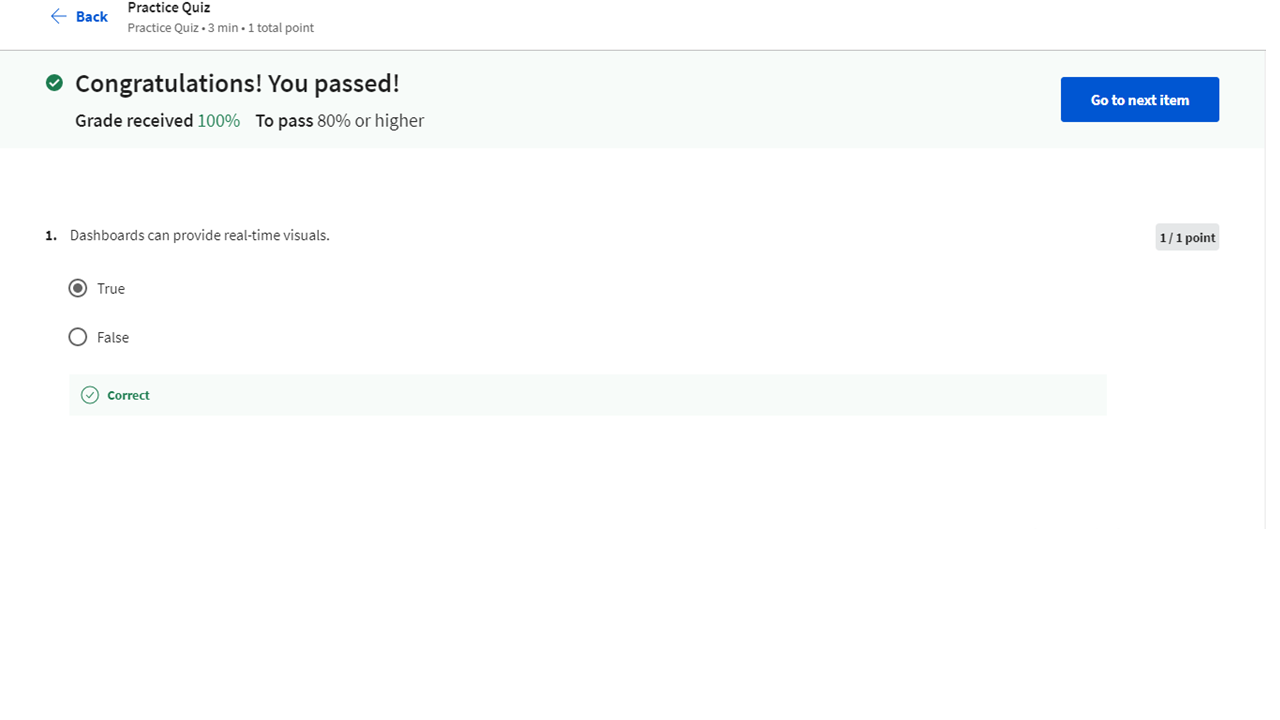 Back
Practice Quiz
Practice Quiz • 3 min • 1 total point
Congratulations! You passed!
Grade received 100% To pass 80% or higher
Go to next item
1. Dashboards can provide real-time visuals.
1 / 1 point
True
False
Correct